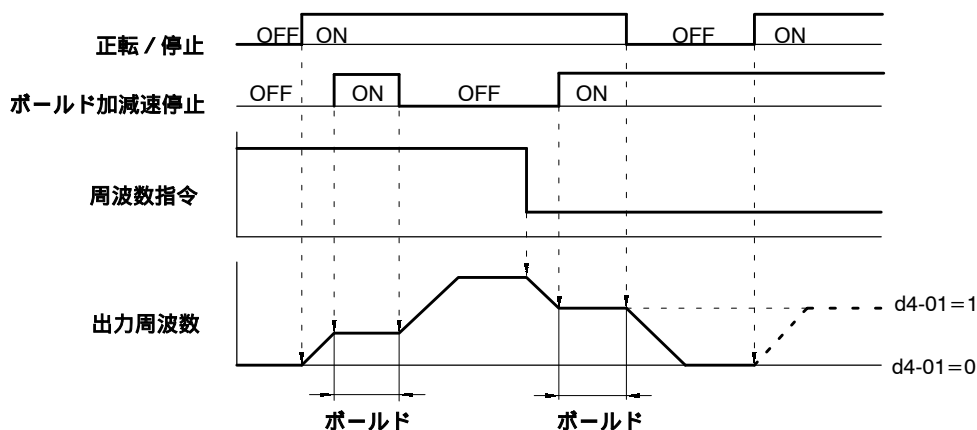 正転 / 停止 OFF ON OFF ON
ボールド加減速停止 OFF ON OFF ON
周波数指令
出力周波数
d4-01=1
d4-01=0
ボールド ボールド